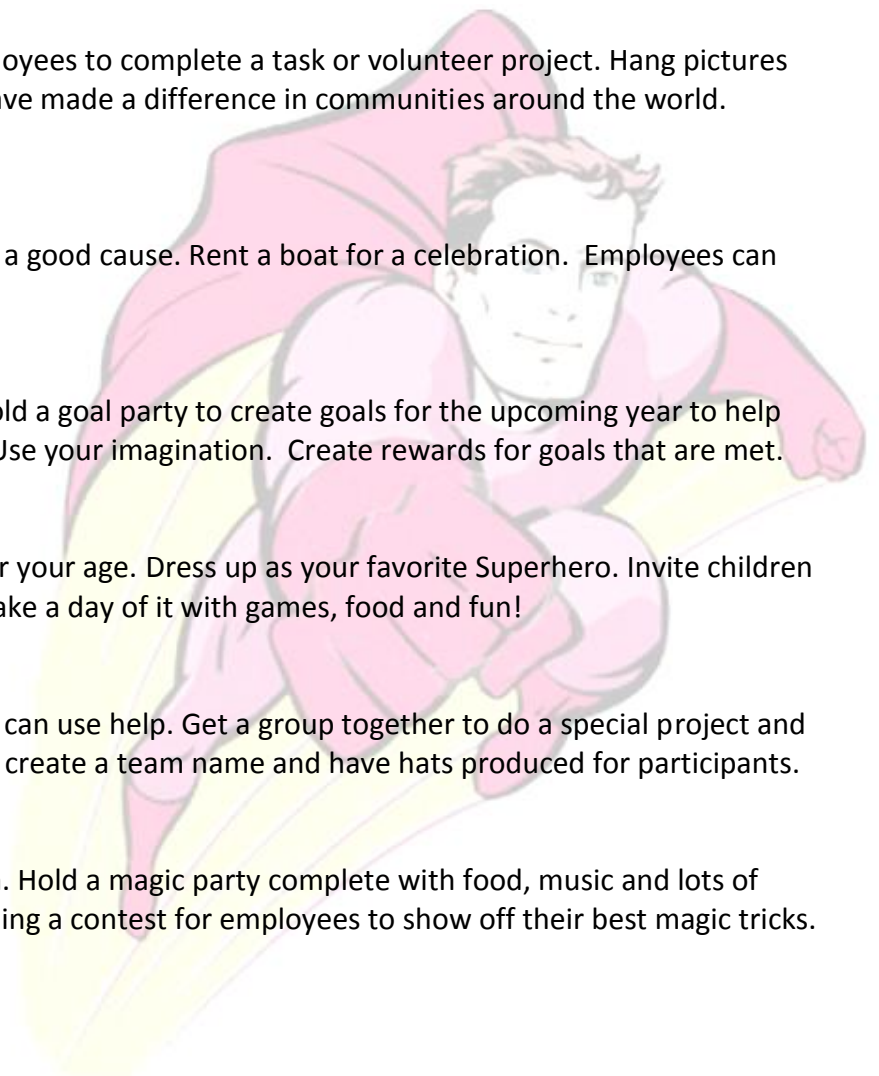 oyees to complete a task or volunteer project. Hang pictures
ave made a difference in communities around the world.
a good cause. Rent a boat for a celebration.  Employees can
old a goal party to create goals for the upcoming year to help
Use your imagination.  Create rewards for goals that are met.
r your age. Dress up as your favorite Superhero. Invite children
ake a day of it with games, food and fun!
can use help. Get a group together to do a special project and
create a team name and have hats produced for participants.
. Hold a magic party complete with food, music and lots of
ing a contest for employees to show off their best magic tricks.